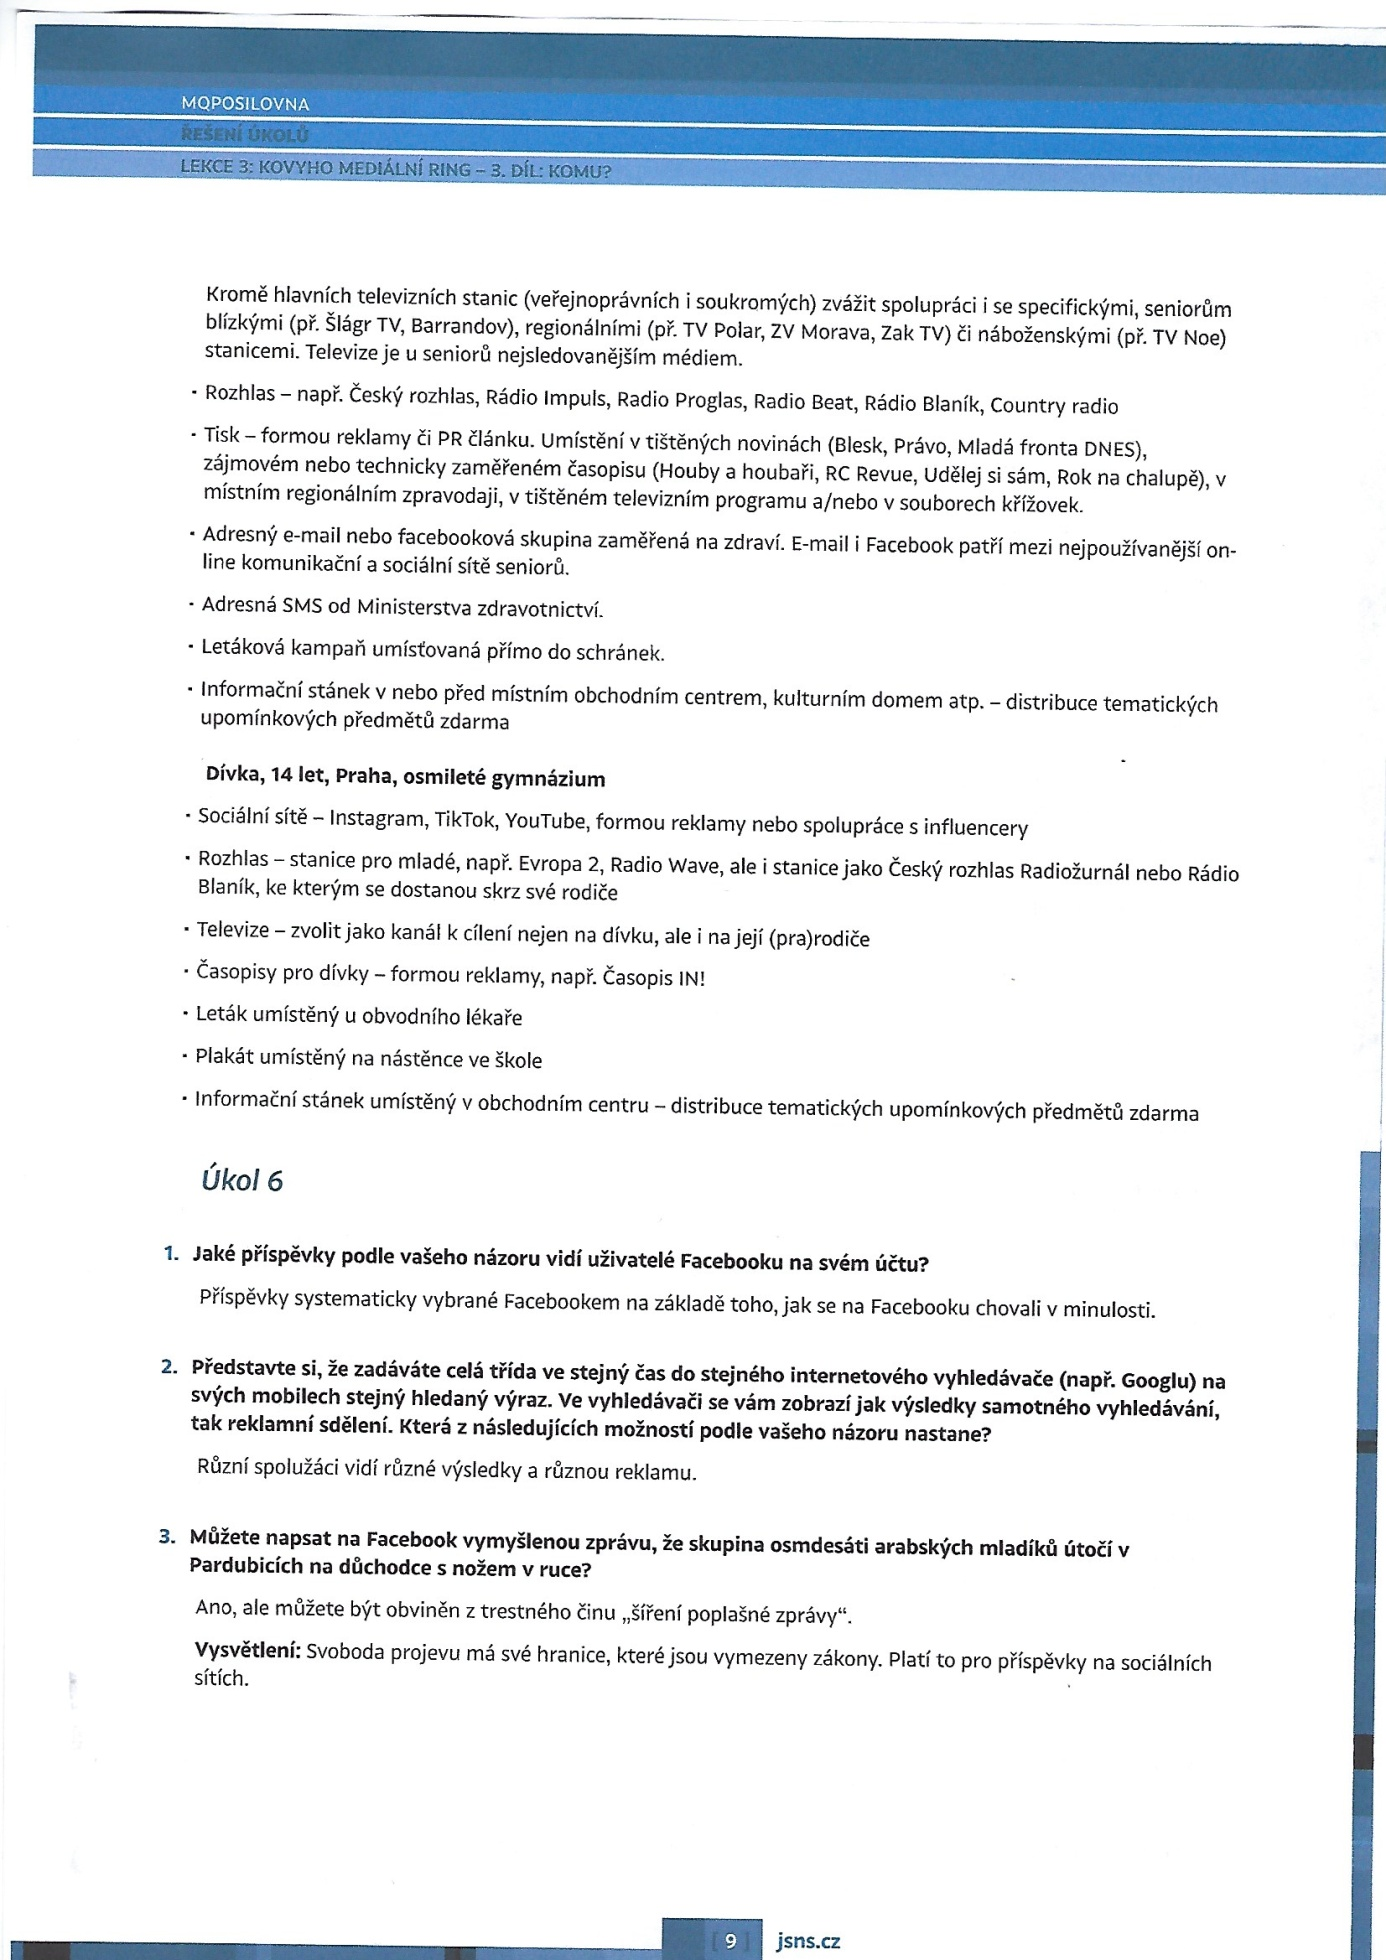 MQPOSILOVNA
ŘEŠENÍ ÚKOLŮ
LEKCE 3: KOVYHO MEDIÁLNÍ RING – 3. DÍL: KOMU?
Kromě hlavních televizních stanic (veřejnoprávních i soukromých) zvážit spolupráci i se specifickými, seniorům
blízkými (př. Šlágr TV, Barrandov), regionálními (př. TV Polar, ZV Morava, Zak TV) či náboženskými (př. TV Noe)
stanicemi. Televize je u seniorů nejsledovanějším médiem.
· Rozhlas – např. Český rozhlas, Rádio Impuls, Radio Proglas, Radio Beat, Rádio Blaník, Country radio
· Tisk – formou reklamy či PR článku. Umístění v tištěných novinách (Blesk, Právo, Mladá fronta DNES),
zájmovém nebo technicky zaměřeném časopisu (Houby a houbaři, RC Revue, Udělej si sám, Rok na chalupě), v
místním regionálním zpravodaji, v tištěném televizním programu a/nebo v souborech křížovek.
· Adresný e-mail nebo facebooková skupina zaměřená na zdraví. E-mail i Facebook patří mezi nejpoužívanější on-
line komunikační a sociální sítě seniorů.
· Adresná SMS od Ministerstva zdravotnictví.
· Letáková kampaň umísťovaná přímo do schránek.
· Informační stánek v nebo před místním obchodním centrem, kulturním domem atp. – distribuce tematických
upomínkových předmětů zdarma
Dívka, 14 let, Praha, osmileté gymnázium
· Sociální sítě – Instagram, TikTok, YouTube, formou reklamy nebo spolupráce s influencery
· Rozhlas – stanice pro mladé, např. Evropa 2, Radio Wave, ale i stanice jako Český rozhlas Radiožurnál nebo Rádio
Blaník, ke kterým se dostanou skrz své rodiče
· Televize – zvolit jako kanál k cílení nejen na dívku, ale i na její (pra)rodiče
· Časopisy pro dívky – formou reklamy, např. Časopis IN!
· Leták umístěný u obvodního lékaře
· Plakát umístěný na nástěnce ve škole
· Informační stánek umístěný v obchodním centru – distribuce tematických upomínkových předmětů zdarma
Úkol 6
1. Jaké příspěvky podle vašeho názoru vidí uživatelé Facebooku na svém účtu?
Příspěvky systematicky vybrané Facebookem na základě toho, jak se na Facebooku chovali v minulosti.
2. Představte si, že zadáváte celá třída ve stejný čas do stejného internetového vyhledávače (např. Googlu) na
svých mobilech stejný hledaný výraz. Ve vyhledávači se vám zobrazí jak výsledky samotného vyhledávání,
tak reklamní sdělení. Která z následujících možností podle vašeho názoru nastane?
Různí spolužáci vidí různé výsledky a různou reklamu.
3. Můžete napsat na Facebook vymyšlenou zprávu, že skupina osmdesáti arabských mladíků útočí v
Pardubicích na důchodce s nožem v ruce?
Ano, ale můžete být obviněn z trestného činu „šíření poplašné zprávy“.
Vysvětlení: Svoboda projevu má své hranice, které jsou vymezeny zákony. Platí to pro příspěvky na sociálních
sítích.
[ 9 ] jsns.cz